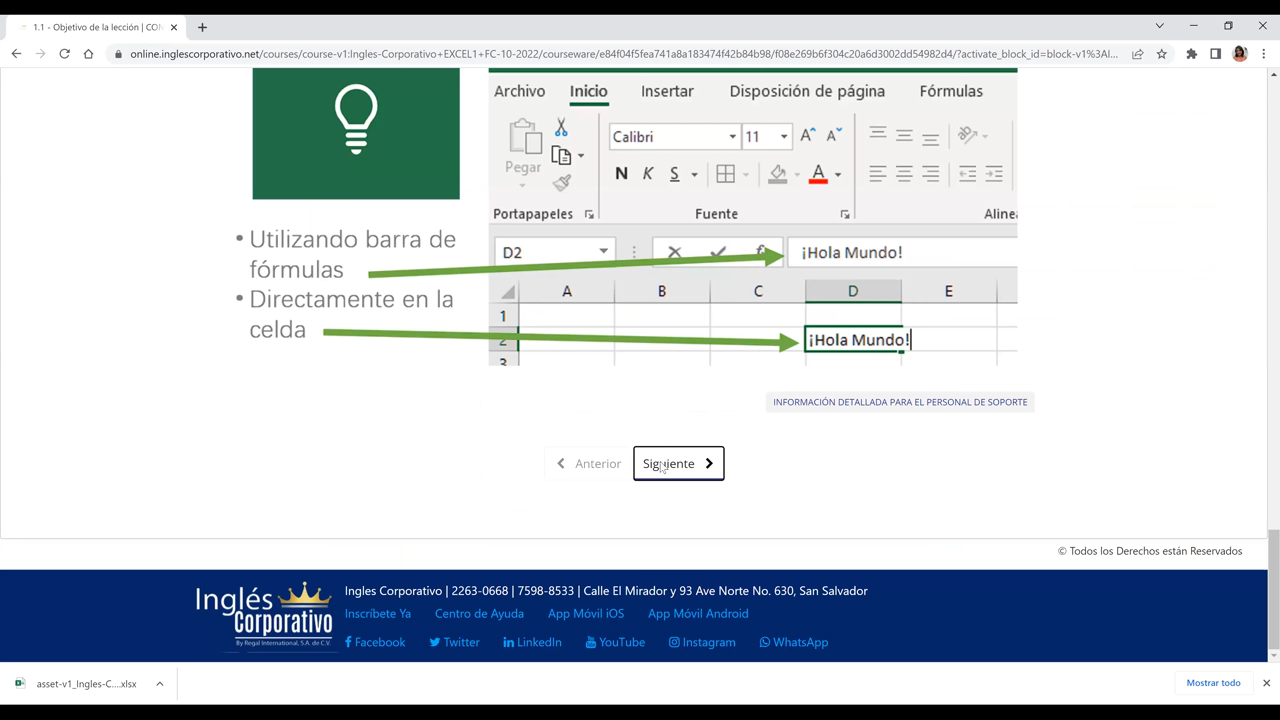 1.1 - Objetivo de la lección | CON
online.inglescorporativo.net/courses/course-v1:Ingles-Corporativo+EXCEL1+FC-10-2022/courseware/e84f04f5fea741a8a183474f42b84b98/f08e269b6f304c20a6d3002dd54982d4/?activate_block_id=block-v1%3AI...
Archivo Inicio Insertar Disposición de página Fórmulas
Calibri 11
Pegar
N K S A
Portapapeles Fuente Alinea
• Utilizando barra de
fórmulas
• Directamente en la
celda
D2 ¡Hola Mundo!
A B C D E
1
2 ¡Hola Mundo!
3
INFORMACIÓN DETALLADA PARA EL PERSONAL DE SOPORTE
Anterior Siguiente
© Todos los Derechos están Reservados
Inglés Corporativo
By Regal International, S.A. de C.V.
Ingles Corporativo | 2263-0668 | 7598-8533 | Calle El Mirador y 93 Ave Norte No. 630, San Salvador
Inscríbete Ya Centro de Ayuda App Móvil iOS App Móvil Android
Facebook Twitter LinkedIn YouTube Instagram WhatsApp
asset-v1_Ingles-C....xlsx Mostrar todo